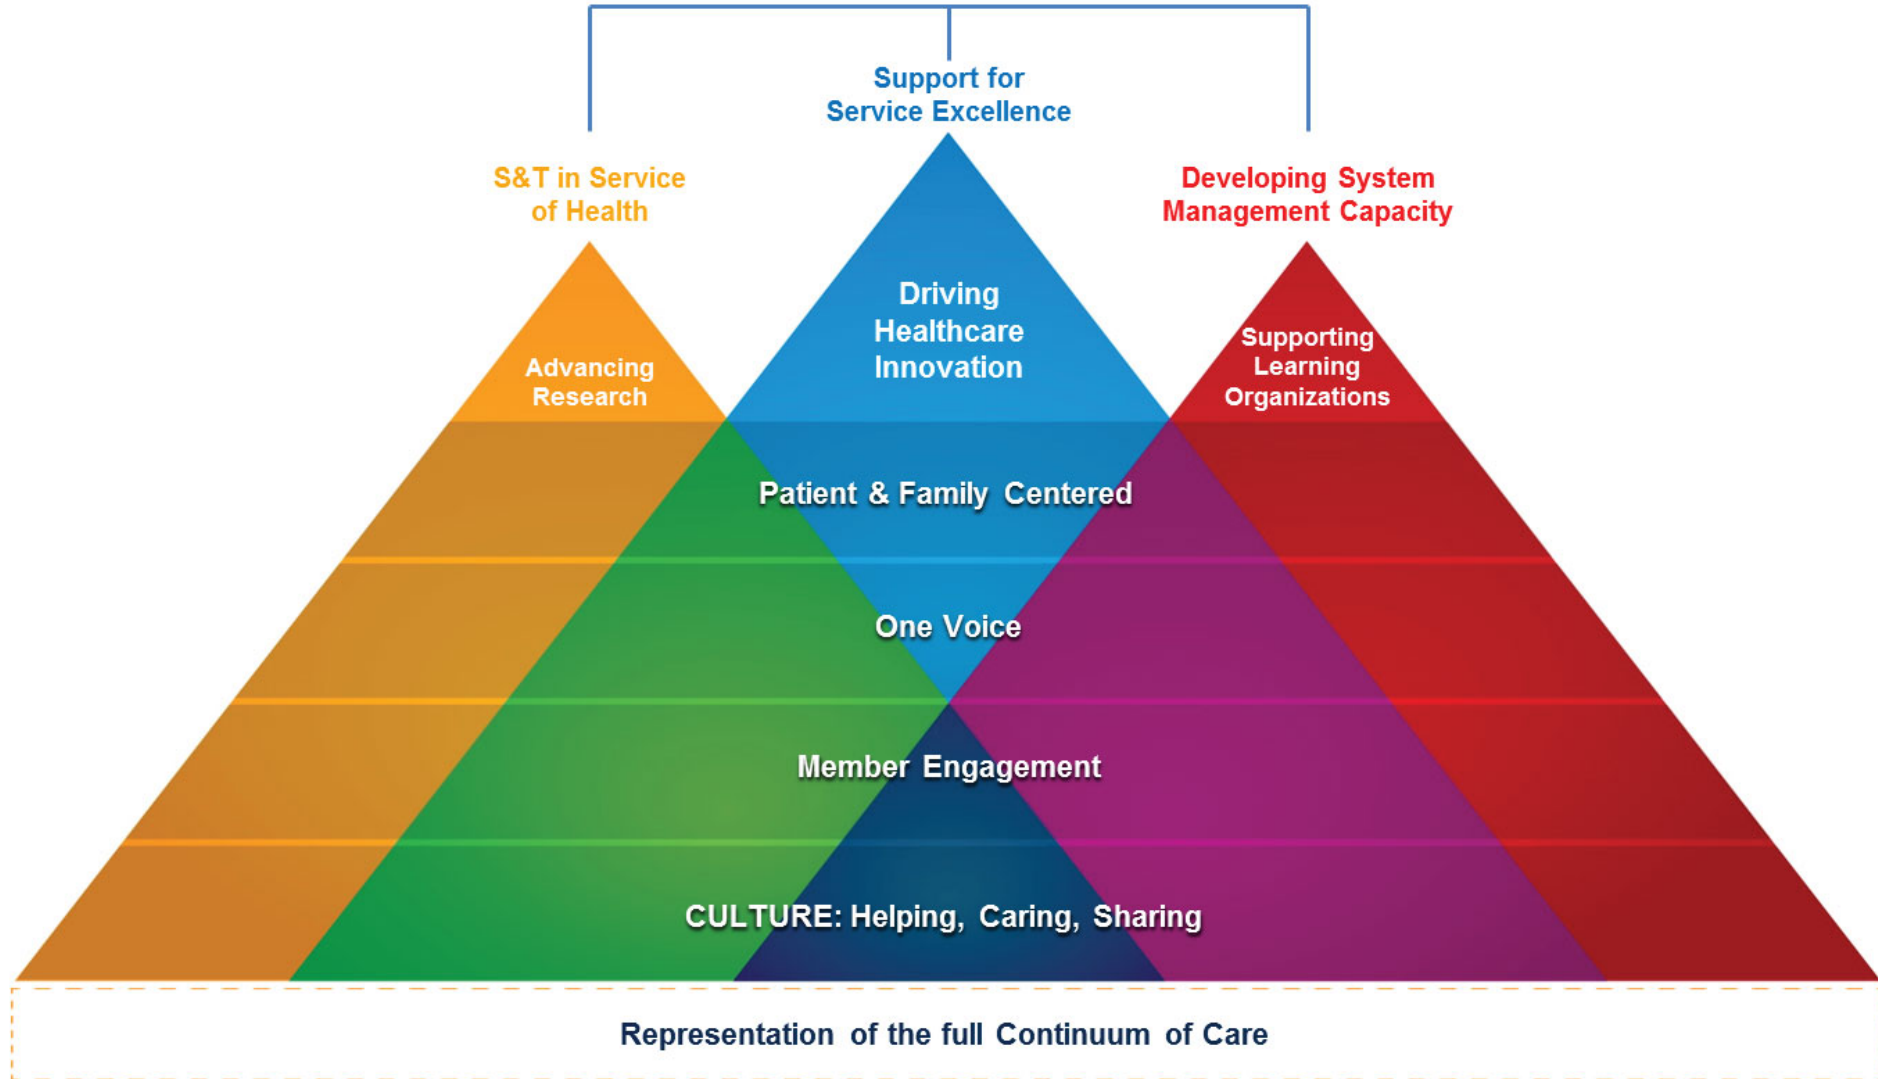 Support for
Service Excellence
S&T in Service
of Health
Developing System
Management Capacity
Driving
Healthcare
Innovation
Advancing
Research
Supporting
Learning
Organizations
Patient & Family Centered
One Voice
Member Engagement
CULTURE: Helping, Caring, Sharing
Representation of the full Continuum of Care